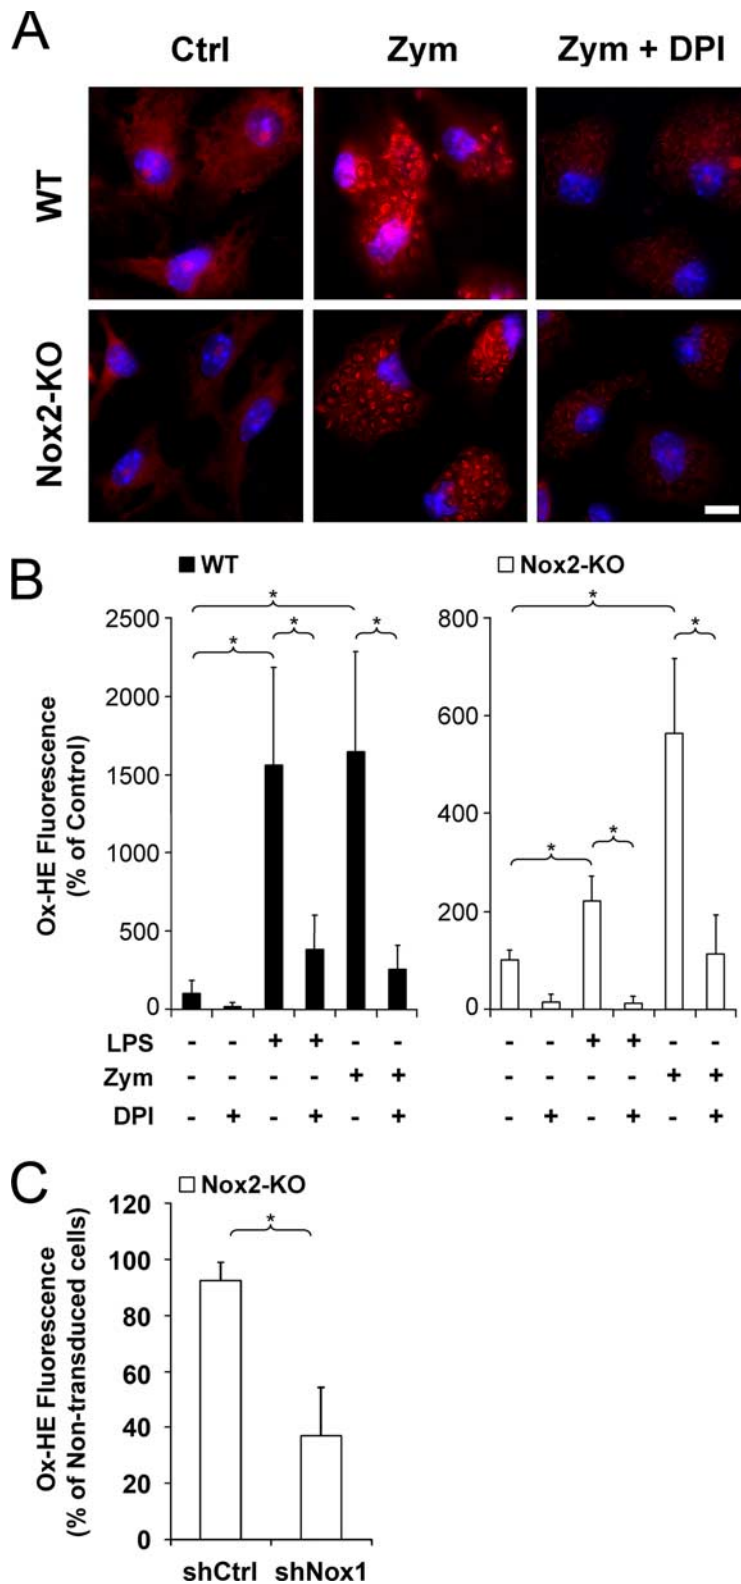 A
Ctrl Zym Zym + DPI
WT
Nox2-KO
B
WT Nox2-KO
Ox-HE Fluorescence
(% of Control)
2500
2000
1500
1000
500
0
* * * *
800
600
400
200
0
* * * *
LPS - - + + - - - - + + - -
Zym - - - - + + - - - - + +
DPI - + - + - + - + - + - +
C
Nox2-KO
Ox-HE Fluorescence
(% of Non-transduced cells)
120
100
80
60
40
20
0
*
shCtrl shNox1